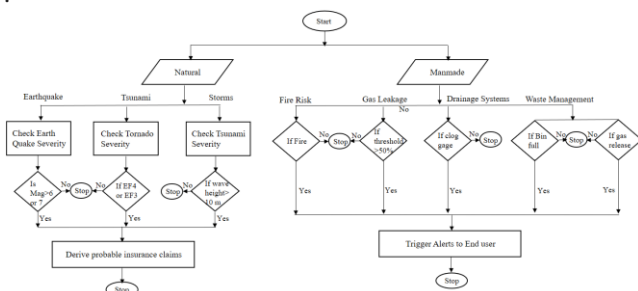 Start
Natural
Manmade
Earthquake
Tsunami
Storms
Fire Risk
Gas Leakage
Drainage Systems
Waste Management
No
Check Earth
Quake Severity
Check Tornado
Severity
Check Tsunami
Severity
If Fire
No
Stop
No
If
threshold
>50%
If clog
gage
No
Stop
If Bin
full
No
Stop
No
If gas
release
Is
Mag>6
or 7
No
Stop
No
If EF4
or EF3
Stop
No
If wave
height>
10 m
Yes
Yes
Yes
Yes
Yes
Yes
Yes
Yes
Derive probable insurance claims
Trigger Alerts to End user
Stop
Stop